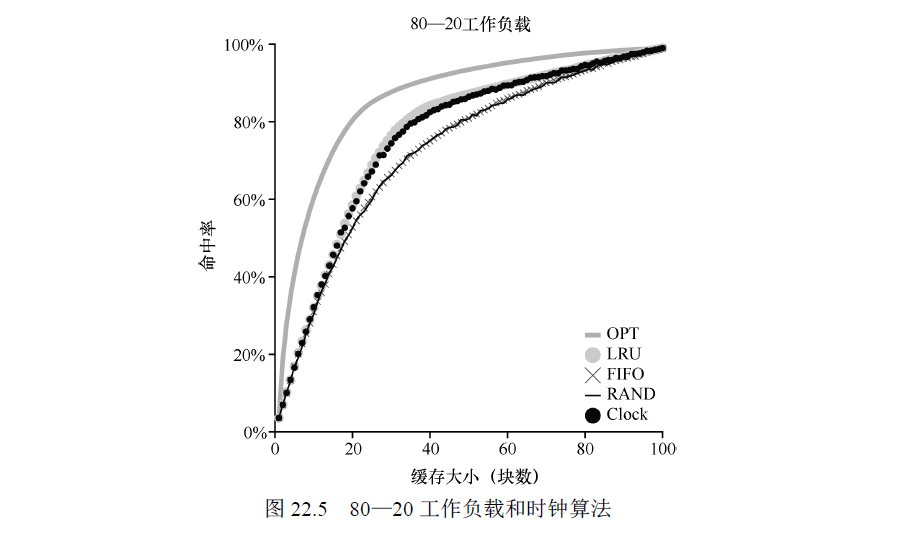 80—20工作负载
100%
80%
60%
40%
20%
0%
命中率
0 20 40 60 80 100
缓存大小（块数）
OPT
LRU
FIFO
RAND
Clock
图 22.5 80—20 工作负载和时钟算法